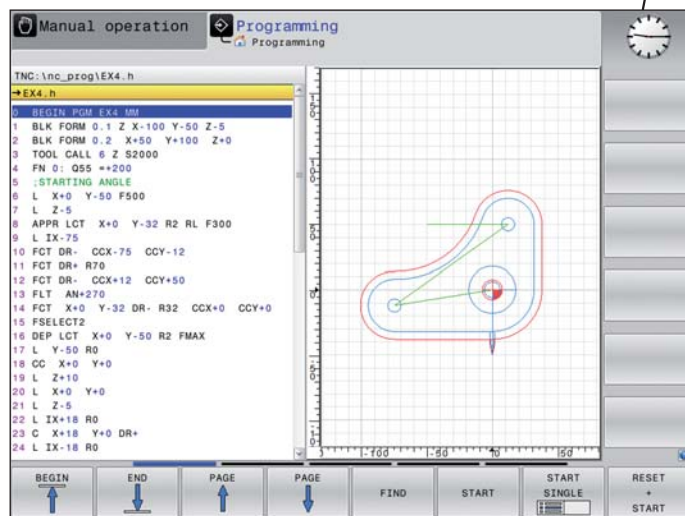 Manual operation
Programming
Programming
TNC:\nc_prog\EX4.h
→EX4.h
0 BEGIN PGM EX4 MM
1 BLK FORM 0.1 Z X-100 Y-50 Z-5
2 BLK FORM 0.2 X+50 Y+100 Z+0
3 TOOL CALL 6 Z S2000
4 FN 0: Q55 =+200
5 ;STARTING ANGLE
6 L X+0 Y-50 F500
7 L Z-5
8 APPR LCT X+0 Y-32 R2 RL F300
9 L IX-75
10 FCT DR- CCX-75 CCY-12
11 FCT DR+ R70
12 FCT DR- CCX+12 CCY+50
13 FLT AN+270
14 FCT X+0 Y-32 DR- R32 CCX+0 CCY+0
15 FSELECT2
16 DEP LCT X+0 Y-50 R2 FMAX
17 L Y-50 R0
18 CC X+0 Y+0
19 L Z+10
20 L X+0 Y+0
21 L Z-5
22 L IX+18 R0
23 C X+18 Y+0 DR+
24 L IX-18 R0
-100
-50
0
50
BEGIN
END
PAGE
PAGE
FIND
START
START SINGLE
RESET + START